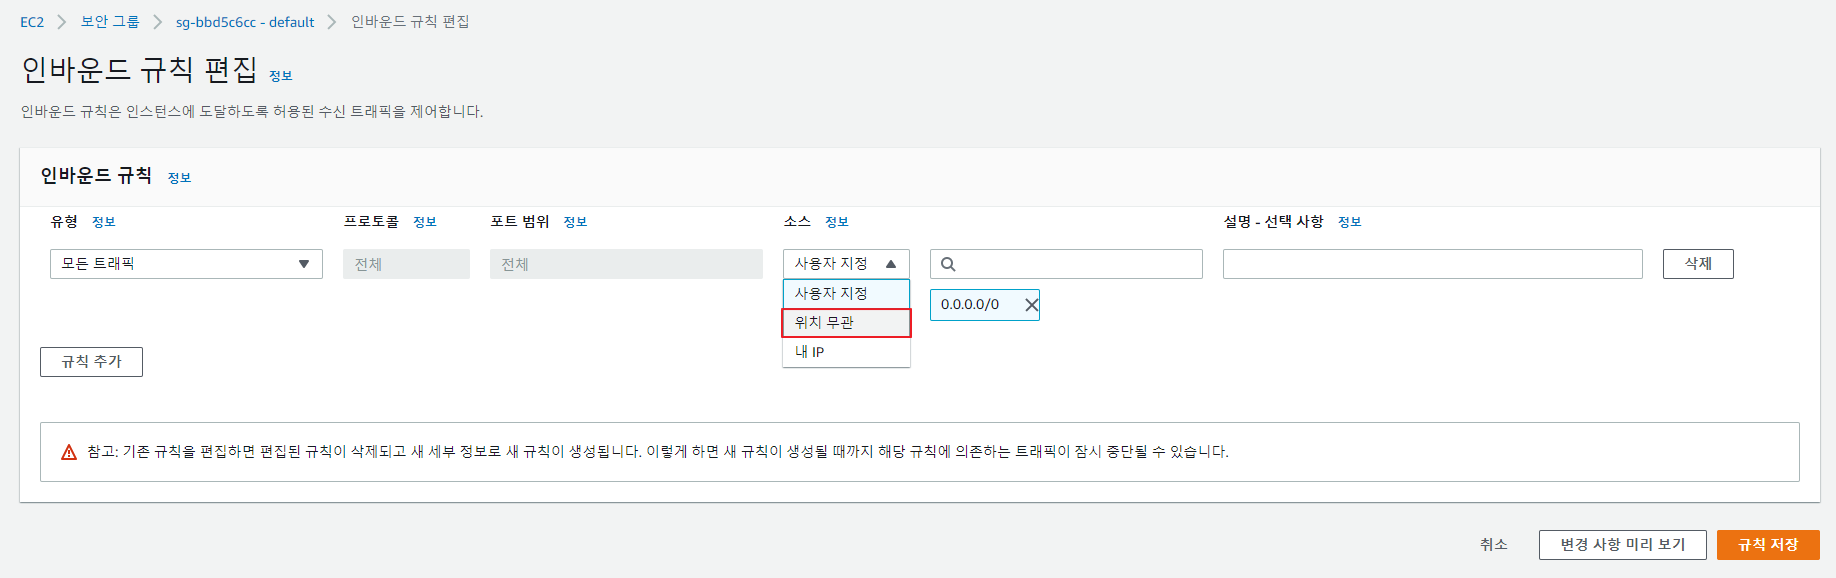 EC2 > 보안 그룹 > sg-bbd5c6cc - default > 인바운드 규칙 편집
인바운드 규칙 편집 정보
인바운드 규칙은 인스턴스에 도달하도록 허용된 수신 트래픽을 제어합니다.
인바운드 규칙 정보
유형 정보 프로토콜 정보 포트 범위 정보 소스 정보 설명 - 선택 사항 정보
모든 트래픽 전체 전체 사용자 지정 삭제
사용자 지정 0.0.0.0/0
위치 무관
내 IP
규칙 추가
참고: 기존 규칙을 편집하면 편집된 규칙이 삭제되고 새 세부 정보로 새 규칙이 생성됩니다. 이렇게 하면 새 규칙이 생성될 때까지 해당 규칙에 의존하는 트래픽이 잠시 중단될 수 있습니다.
취소 변경 사항 미리 보기 규칙 저장